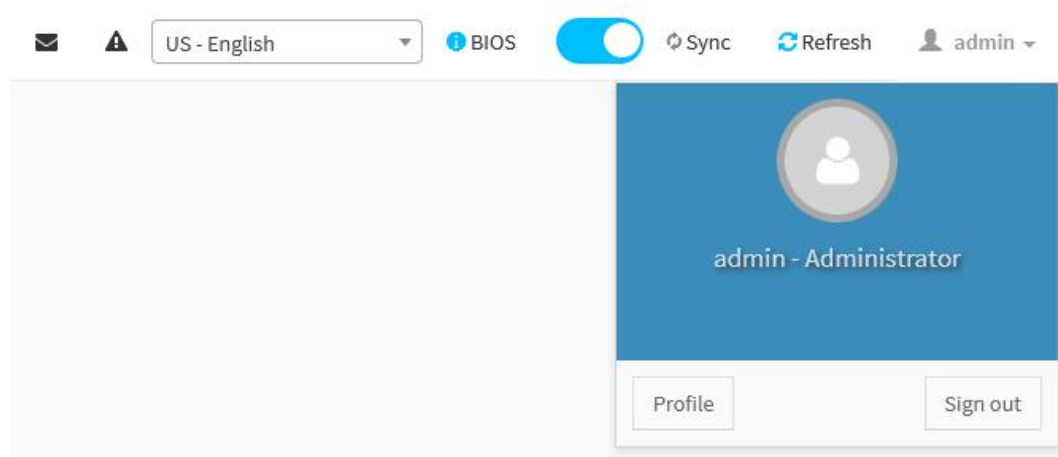 US - English BIOS Sync Refresh admin
admin - Administrator
Profile Sign out